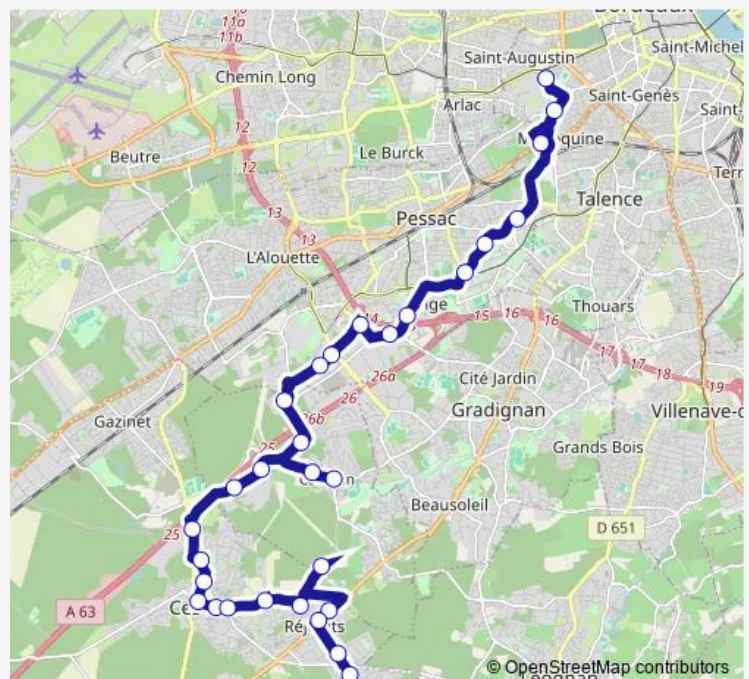 11a
11b
Saint-Augustin
Saint-Michel
Chemin Long
Saint-Genès
Arlac
12
12
Beutre
Le Burck
13
Talence
Pessac
13
L'Alouette
14
15
16
16
Thouars
17
17
18
19
26a
Cité Jardin
26
Gradignan
26b
Gazinet
25
Grands Bois
Beausoleil
D 651
25
A 63
© OpenStreetMap contributors